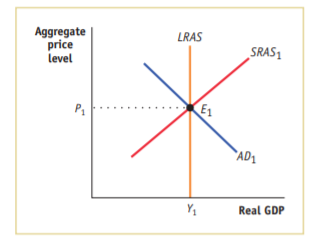 Aggregate
price
level
LRAS
SRAS₁
P₁
E₁
AD₁
Y₁
Real GDP